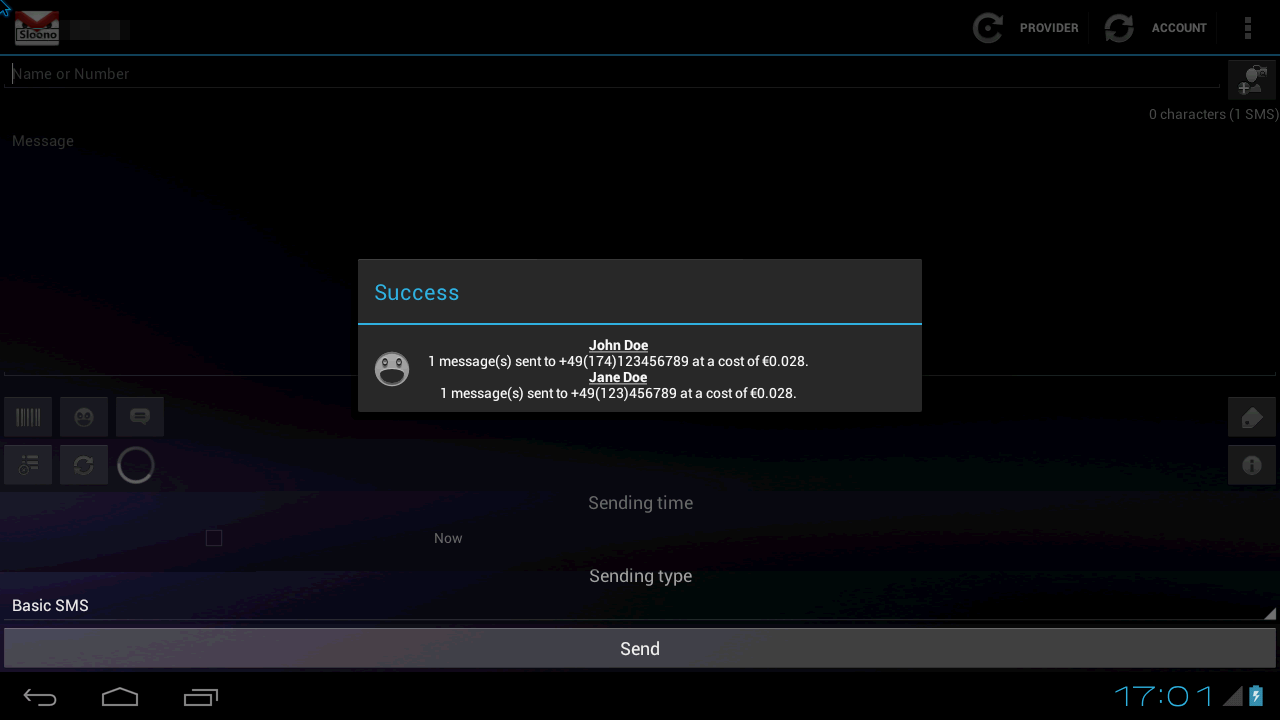 Sloono
PROVIDER
ACCOUNT
Name or Number
0 characters (1 SMS)
Message
Success
John Doe
1 message(s) sent to +49(174)123456789 at a cost of €0.028.
Jane Doe
1 message(s) sent to +49(123)456789 at a cost of €0.028.
Sending time
Now
Sending type
Basic SMS
Send
17:01